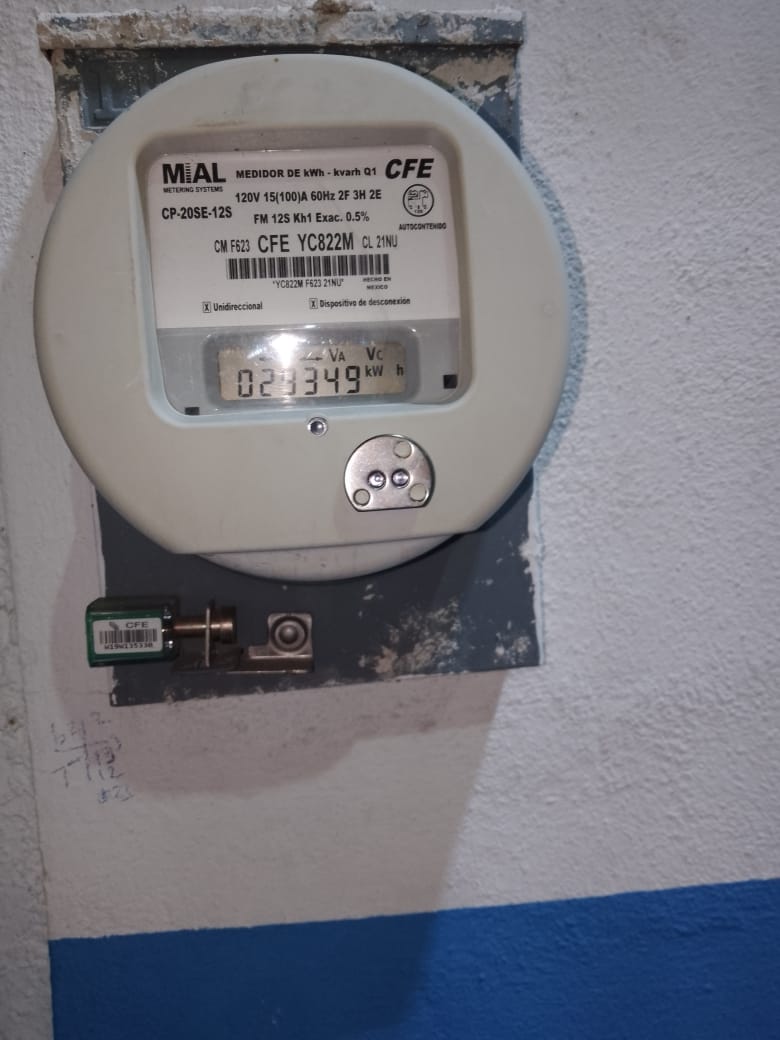 MIAL
METERING SYSTEMS
MEDIDOR DE kWh - kvarh Q1
CFE
120V 15(100)A 60Hz 2F 3H 2E
CP-20SE-12S
FM 12S Kh1 Exac. 0.5%
AUTOCONTENIDO
CM F623 CFE YC822M CL 21NU
"YC822M F623 21NU"
HECHO EN
MEXICO
X Unidireccional
X Dispositivo de desconexión
VA VC
kW h
CFE